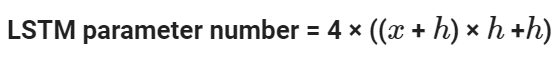 LSTM parameter number = 4 × ((x + h) × h +h)